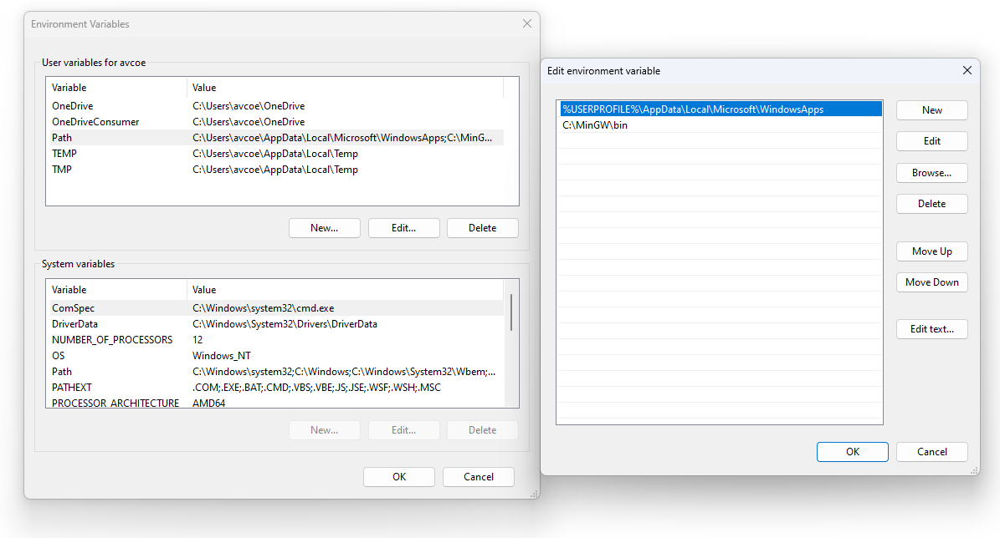 Environment Variables
User variables for avcoe
Variable Value
OneDrive C:\Users\avcoe\OneDrive
OneDriveConsumer C:\Users\avcoe\OneDrive
Path C:\Users\avcoe\AppData\Local\Microsoft\WindowsApps;C:\MinG...
TEMP C:\Users\avcoe\AppData\Local\Temp
TMP C:\Users\avcoe\AppData\Local\Temp
New... Edit... Delete
System variables
Variable Value
ComSpec C:\Windows\system32\cmd.exe
DriverData C:\Windows\System32\Drivers\DriverData
NUMBER_OF_PROCESSORS 12
OS Windows_NT
Path C:\Windows\system32;C:\Windows;C:\Windows\System32\Wbem;...
PATHEXT .COM;.EXE;.BAT;.CMD;.VBS;.VBE;.JS;.JSE;.WSF;.WSH;.MSC
PROCESSOR_ARCHITECTURE AMD64
New... Edit... Delete
OK Cancel
Edit environment variable
%USERPROFILE%\AppData\Local\Microsoft\WindowsApps
C:\MinGW\bin
New
Edit
Browse...
Delete
Move Up
Move Down
Edit text...
OK Cancel